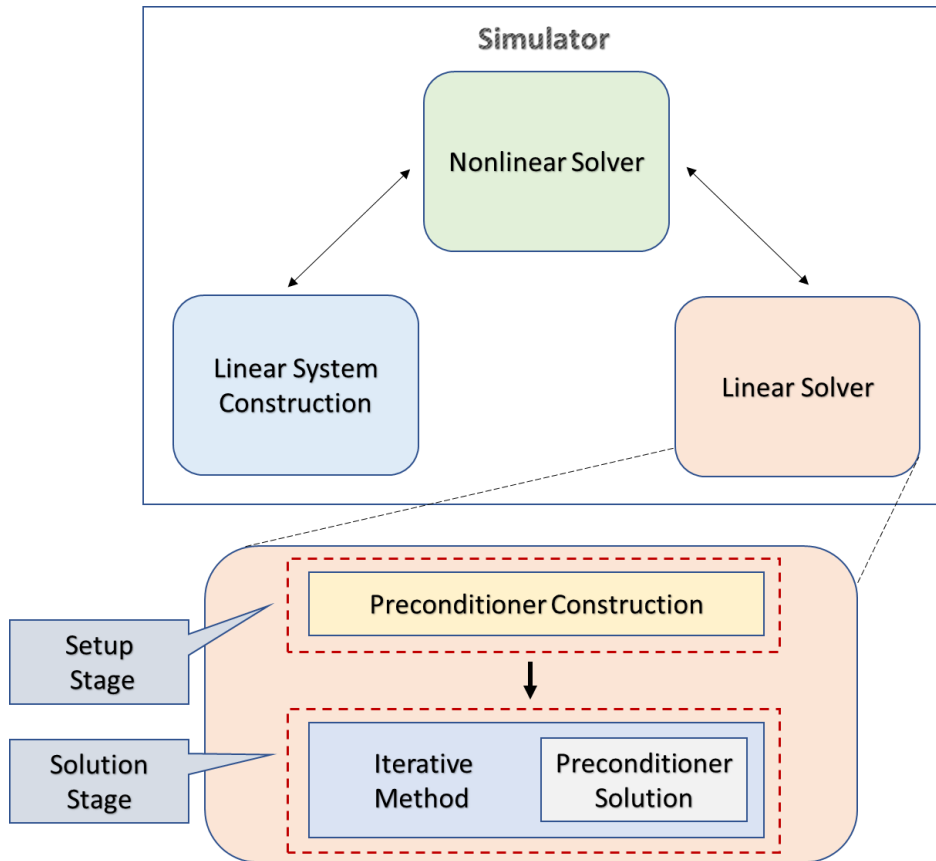 Simulator
Nonlinear Solver
Linear System
Construction
Linear Solver
Preconditioner Construction
Setup
Stage
Solution
Stage
Iterative
Method
Preconditioner
Solution